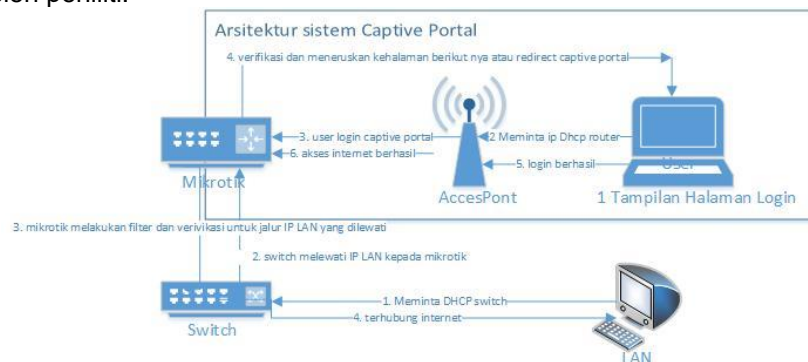 oleh peneliti.
Arsitektur sistem Captive Portal
4. verifikasi dan meneruskan kehalaman berikut nya atau redirect captive portal
3. user login captive portal
2 Meminta ip Dhcp router
6. akses internet berhasil
5. login berhasil
User
Mikrotik
AccesPont
1 Tampilan Halaman Login
3. mikrotik melakukan filter dan verivikasi untuk jalur IP LAN yang dilewati
2. switch melewati IP LAN kepada mikrotik
1. Meminta DHCP switch
4. terhubung internet
Switch
LAN